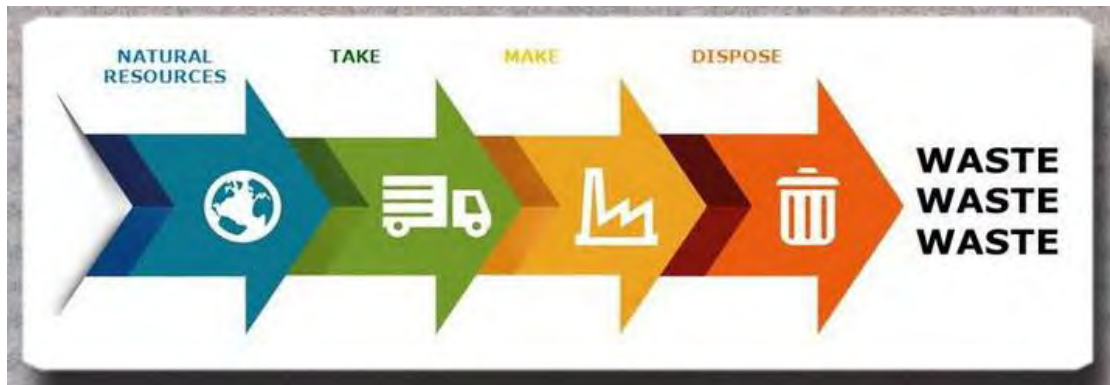 NATURAL
RESOURCES
TAKE
MAKE
DISPOSE
WASTE
WASTE
WASTE